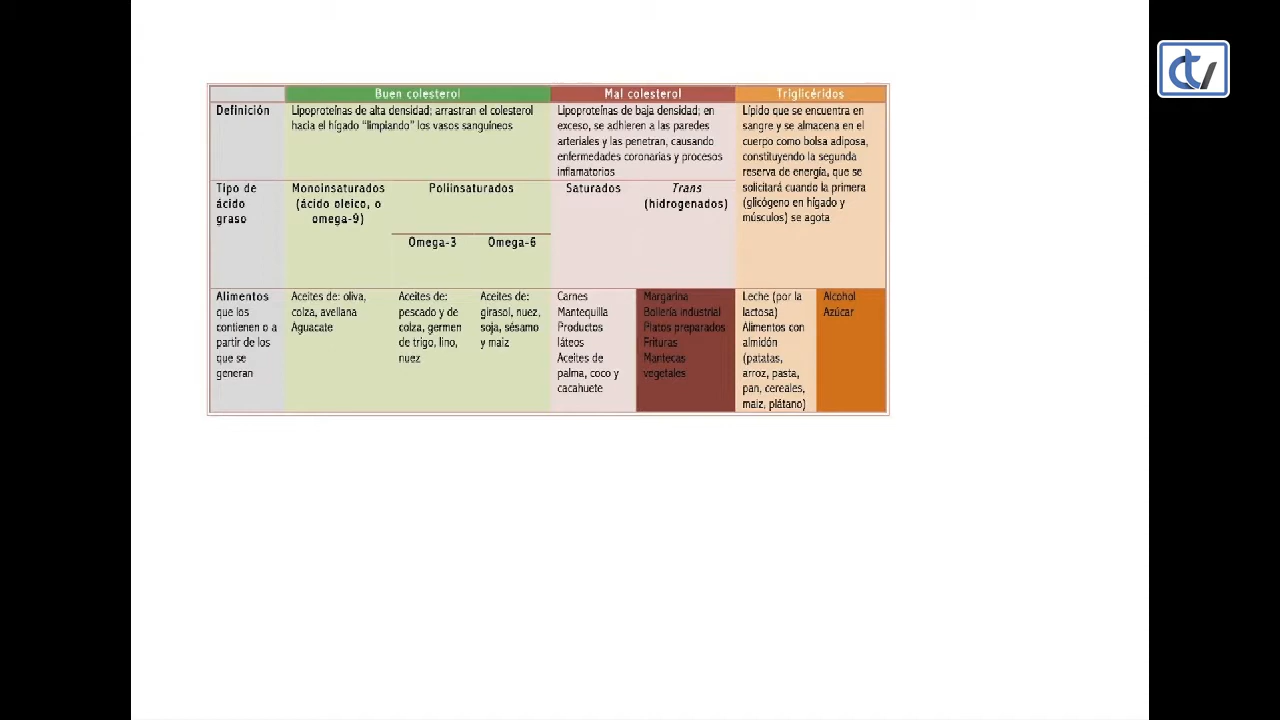 Buen colesterol
Mal colesterol
Triglicéridos
Definición
Lipoproteínas de alta densidad; arrastran el colesterol
hacia el hígado "limpiando" los vasos sanguíneos
Lipoproteínas de baja densidad; en
exceso, se adhieren a las paredes
arteriales y las penetran, causando
enfermedades coronarias y procesos
inflamatorios
Lípido que se encuentra en
sangre y se almacena en el
cuerpo como bolsa adiposa,
constituyendo la segunda
reserva de energía, que se
solicitará cuando la primera
(glicógeno en hígado y
músculos) se agota
Tipo de
ácido
graso
Monoinsaturados
(ácido oleico, o
omega-9)
Poliinsaturados
Omega-3
Omega-6
Saturados
Trans
(hidrogenados)
Alimentos
que los
contienen o a
partir de los
que se
generan
Aceites de: oliva,
colza, avellana
Aguacate
Aceites de:
pescado y de
colza, germen
de trigo, lino,
nuez
Aceites de:
girasol, nuez,
soja, sésamo
y maiz
Carnes
Mantequilla
Productos
láteos
Aceites de
palma, coco y
cacahuete
Margarina
Bollería industrial
Platos preparados
Frituras
Mantecas
vegetales
Leche (por la
lactosa)
Alimentos con
almidón
(patatas,
arroz, pasta,
pan, cereales,
maiz, plátano)
Alcohol
Azúcar